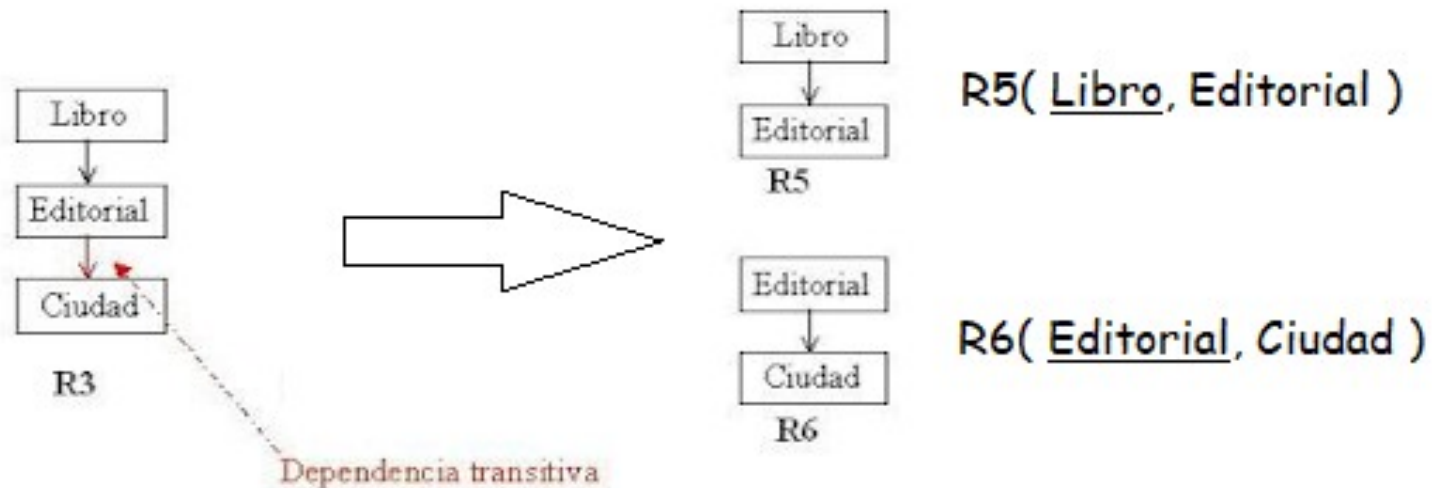 Libro
Editorial
Ciudad
R3
Dependencia transitiva
Libro
Editorial
R5
R5( Libro, Editorial )
Editorial
Ciudad
R6
R6( Editorial, Ciudad )